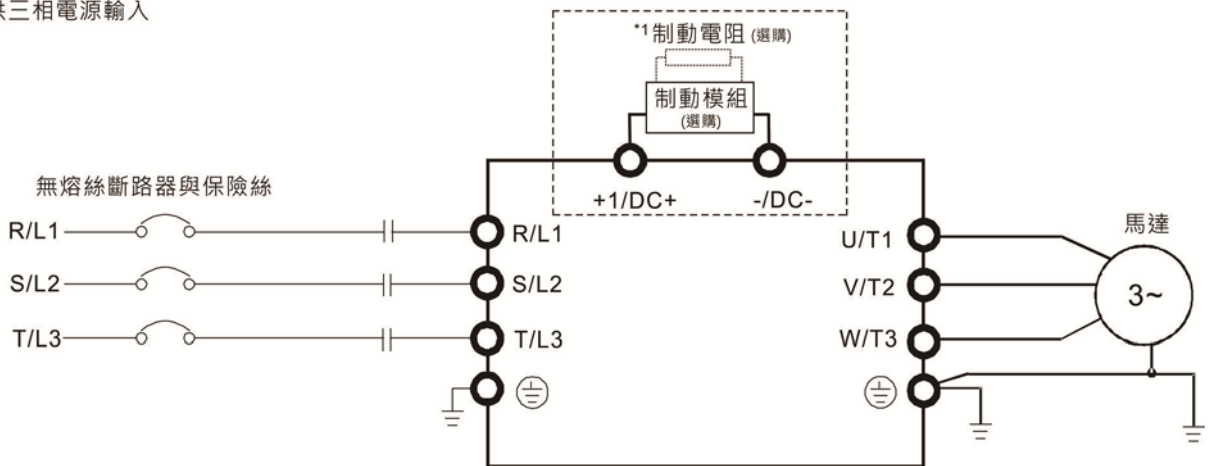 三相電源輸入
*1制動電阻 (選購)
制動模組
(選購)
+1/DC+
-/DC-
無熔絲斷路器與保險絲
R/L1
R/L1
U/T1
馬達
S/L2
S/L2
V/T2
3~
T/L3
T/L3
W/T3